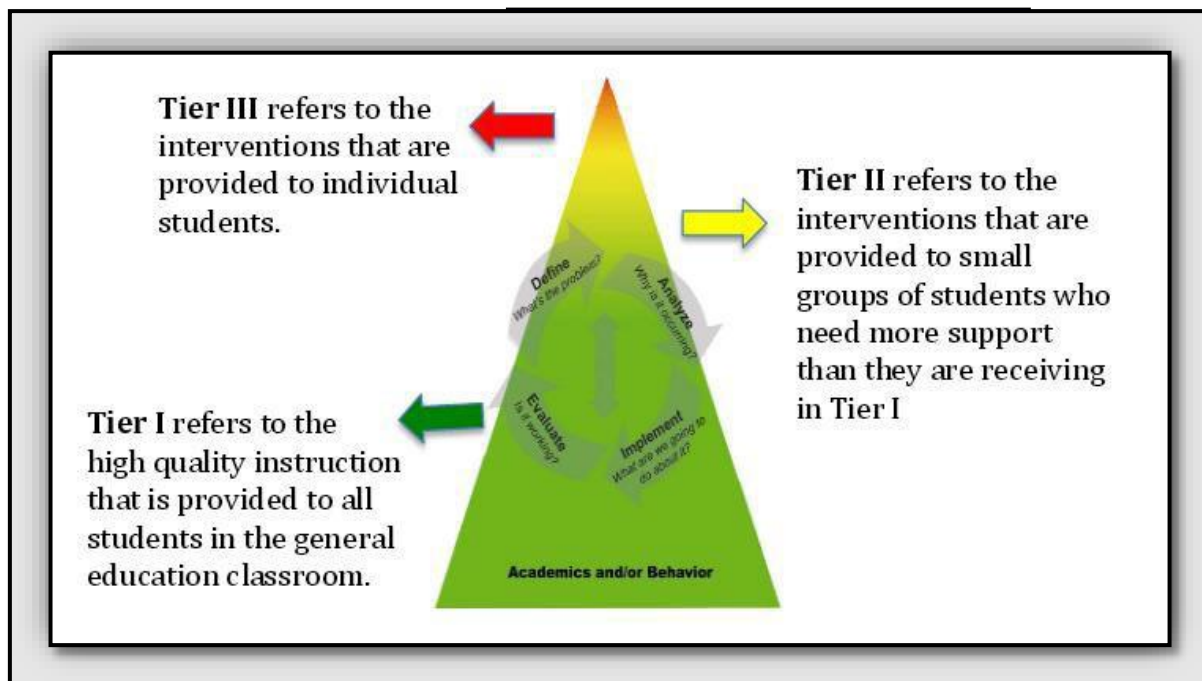 Tier III refers to the
interventions that are
provided to individual
students.
Tier II refers to the
interventions that are
provided to small
groups of students who
need more support
than they are receiving
in Tier I
Tier I refers to the
high quality instruction
that is provided to all
students in the general
education classroom.
Define
What's the problem?
Analyze
Why is it occurring?
Implement
What are we going to
do about it?
Evaluate
Is it working?
Academics and/or Behavior